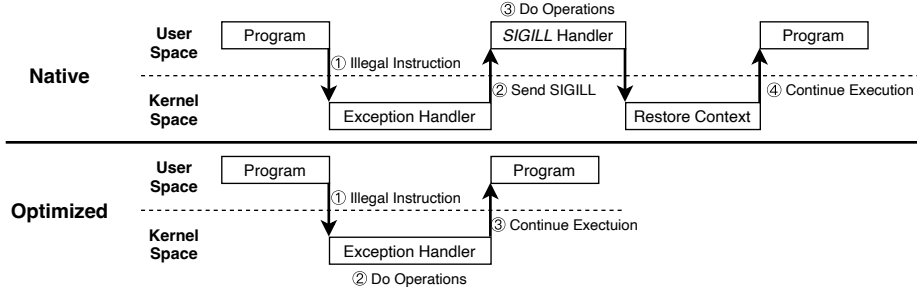 ③ Do Operations
User
Space
Program
SIGILL Handler
Program
① Illegal Instruction
Native
② Send SIGILL
④ Continue Execution
Kernel
Space
Exception Handler
Restore Context
User
Space
Program
Program
① Illegal Instruction
Optimized
③ Continue Exectuion
Kernel
Space
Exception Handler
② Do Operations